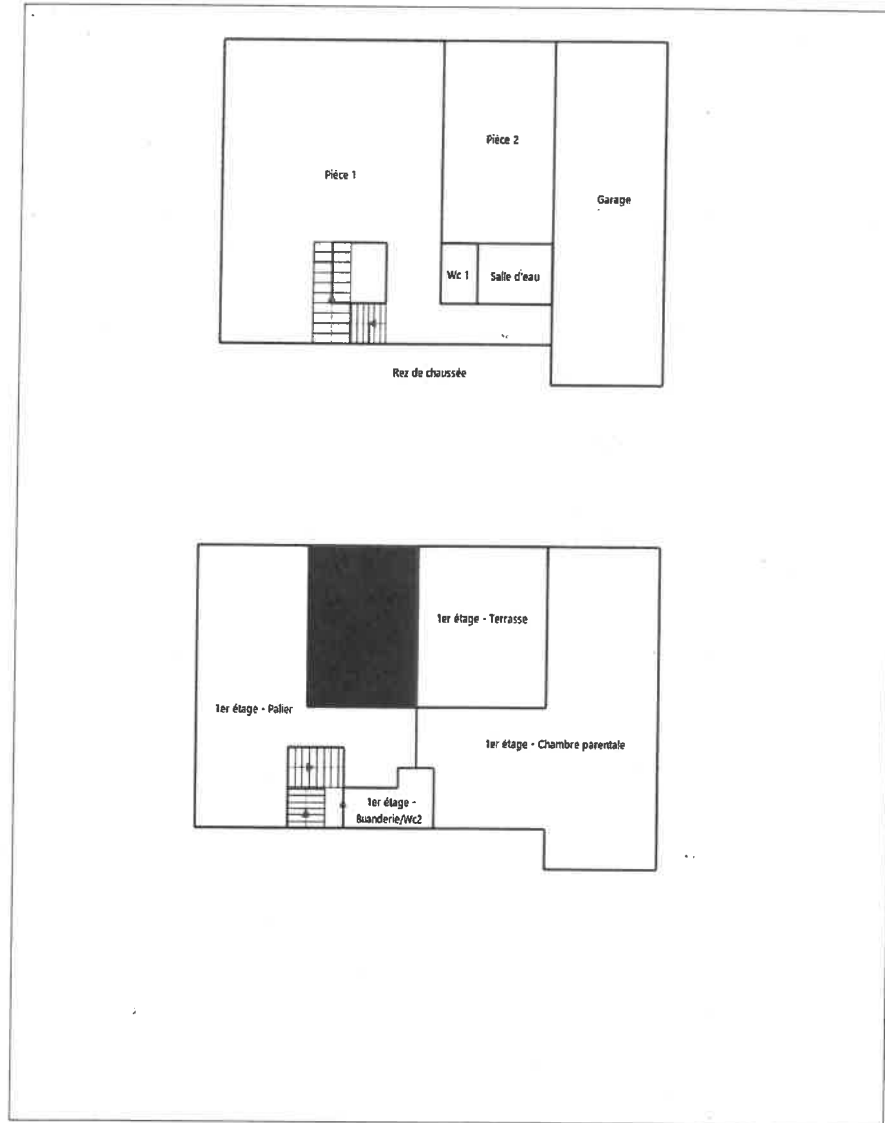 Pièce 2
Pièce 1
Garage
Wc 1
Salle d'eau
Rez de chaussée
1er étage - Terrasse
1er étage - Palier
1er étage - Chambre parentale
1er étage -
Buanderie/Wc2